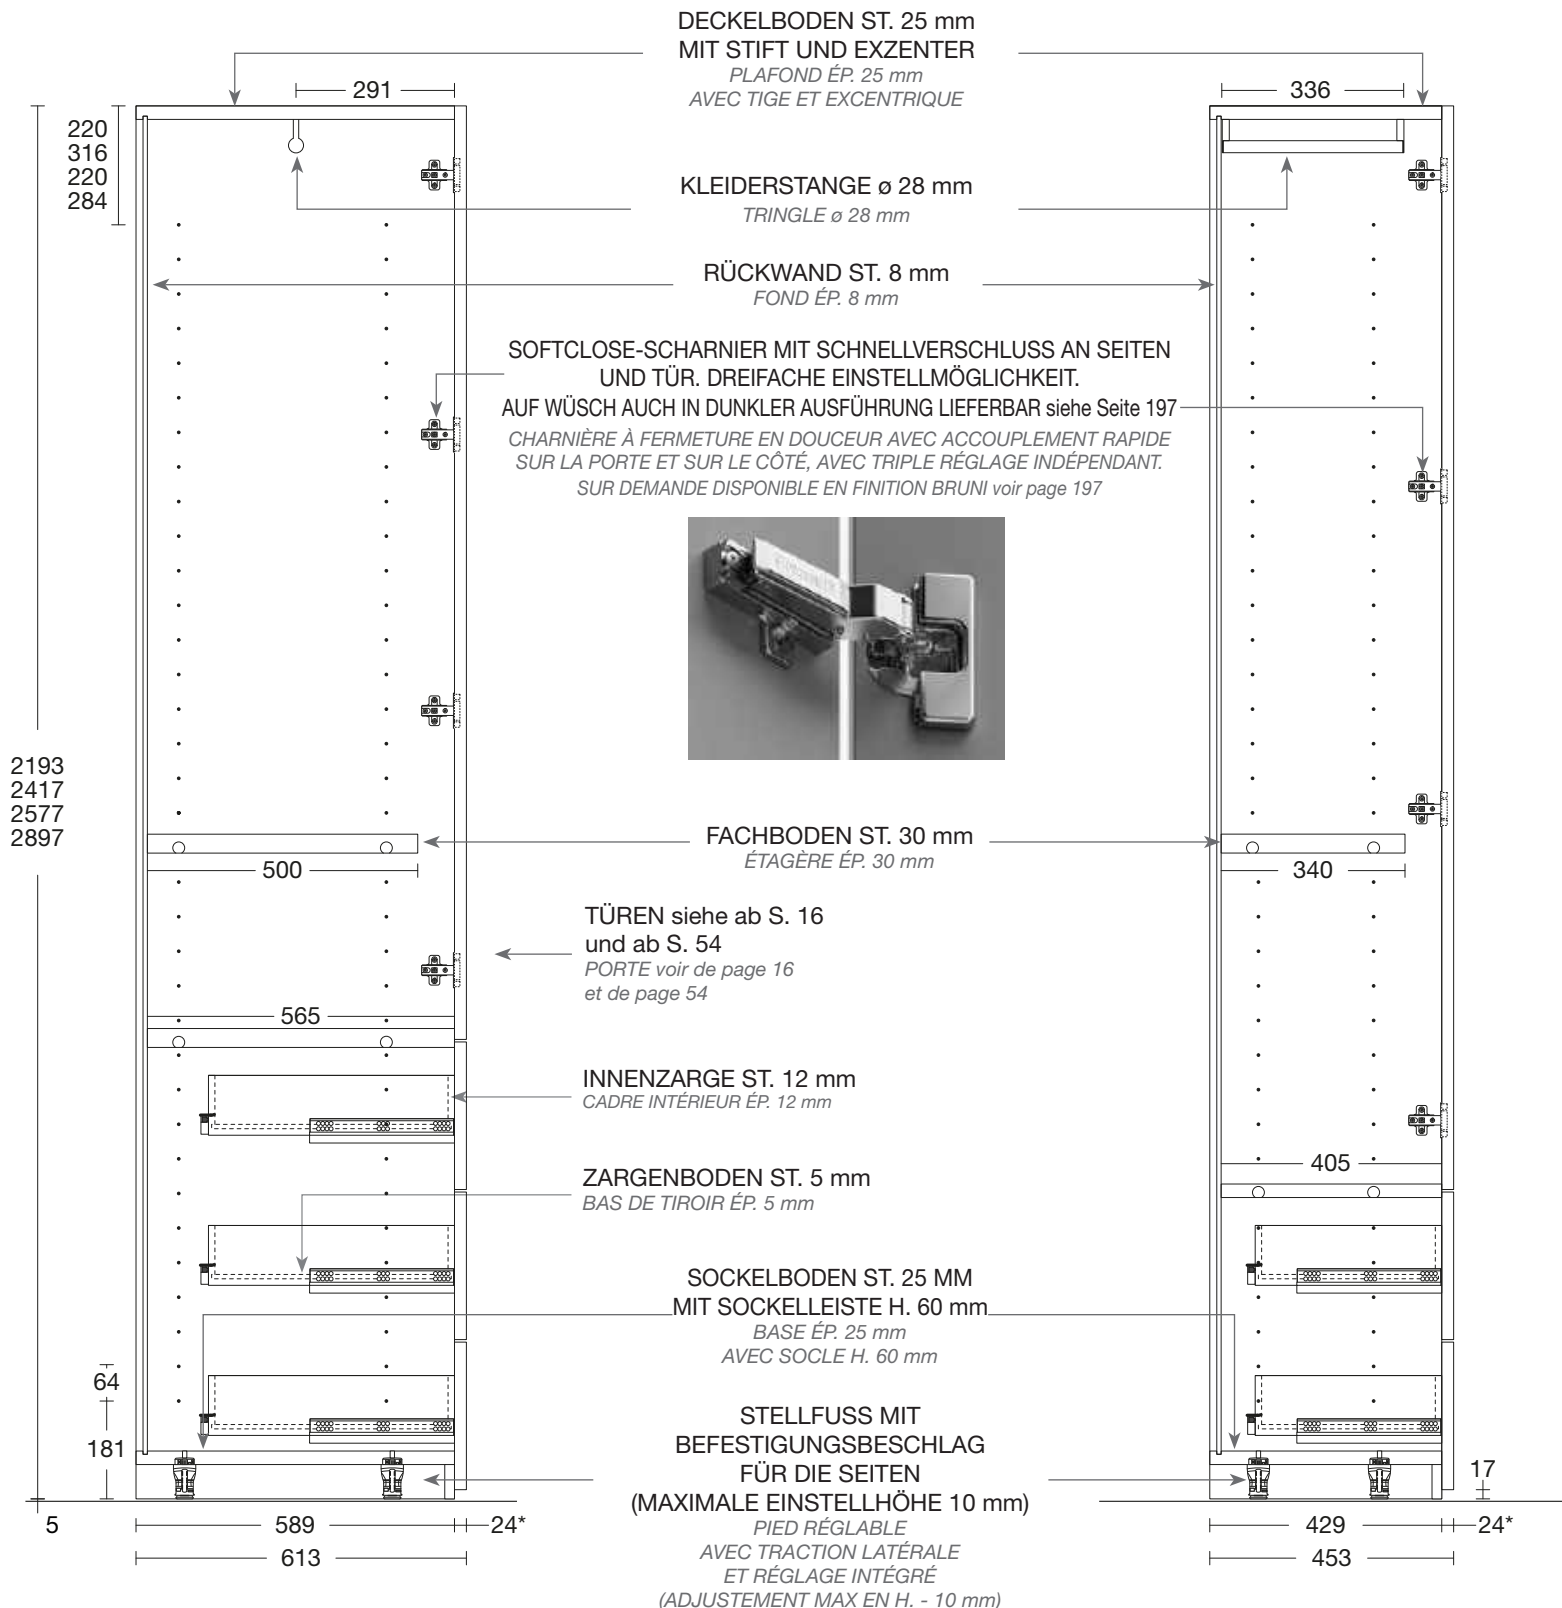 DECKELBODEN ST. 25 mm
MIT STIFT UND EXZENTER
PLAFOND ÉP. 25 mm
AVEC TIGE ET EXCENTRIQUE
291
336
220
316
220
284
KLEIDERSTANGE ø 28 mm
TRINGLE ø 28 mm
RÜCKWAND ST. 8 mm
FOND ÉP. 8 mm
SOFTCLOSE-SCHARNIER MIT SCHNELLVERSCHLUSS AN SEITEN
UND TÜR. DREIFACHE EINSTELLMÖGLICHKEIT.
AUF WÜSCH AUCH IN DUNKLER AUSFÜHRUNG LIEFERBAR siehe Seite 197
CHARNIÈRE À FERMETURE EN DOUCEUR AVEC ACCOUPLEMENT RAPIDE
SUR LA PORTE ET SUR LE CÔTÉ, AVEC TRIPLE RÉGLAGE INDÉPENDANT.
SUR DEMANDE DISPONIBLE EN FINITION BRUNI voir page 197
2193
2417
2577
2897
FACHBODEN ST. 30 mm
ÉTAGÈRE ÉP. 30 mm
500
340
TÜREN siehe ab S. 16
und ab S. 54
PORTE voir de page 16
et de page 54
565
INNENZARGE ST. 12 mm
CADRE INTÉRIEUR ÉP. 12 mm
405
ZARGENBODEN ST. 5 mm
BAS DE TIROIR ÉP. 5 mm
SOCKELBODEN ST. 25 MM
MIT SOCKELLEISTE H. 60 mm
BASE ÉP. 25 mm
AVEC SOCLE H. 60 mm
64
181
STELLFUSS MIT
BEFESTIGUNGSBESCHLAG
FÜR DIE SEITEN
(MAXIMALE EINSTELLHÖHE 10 mm)
PIED RÉGLABLE
AVEC TRACTION LATÉRALE
ET RÉGLAGE INTÉGRÉ
(ADJUSTEMENT MAX EN H. - 10 mm)
17
5
589
24*
613
429
24*
453